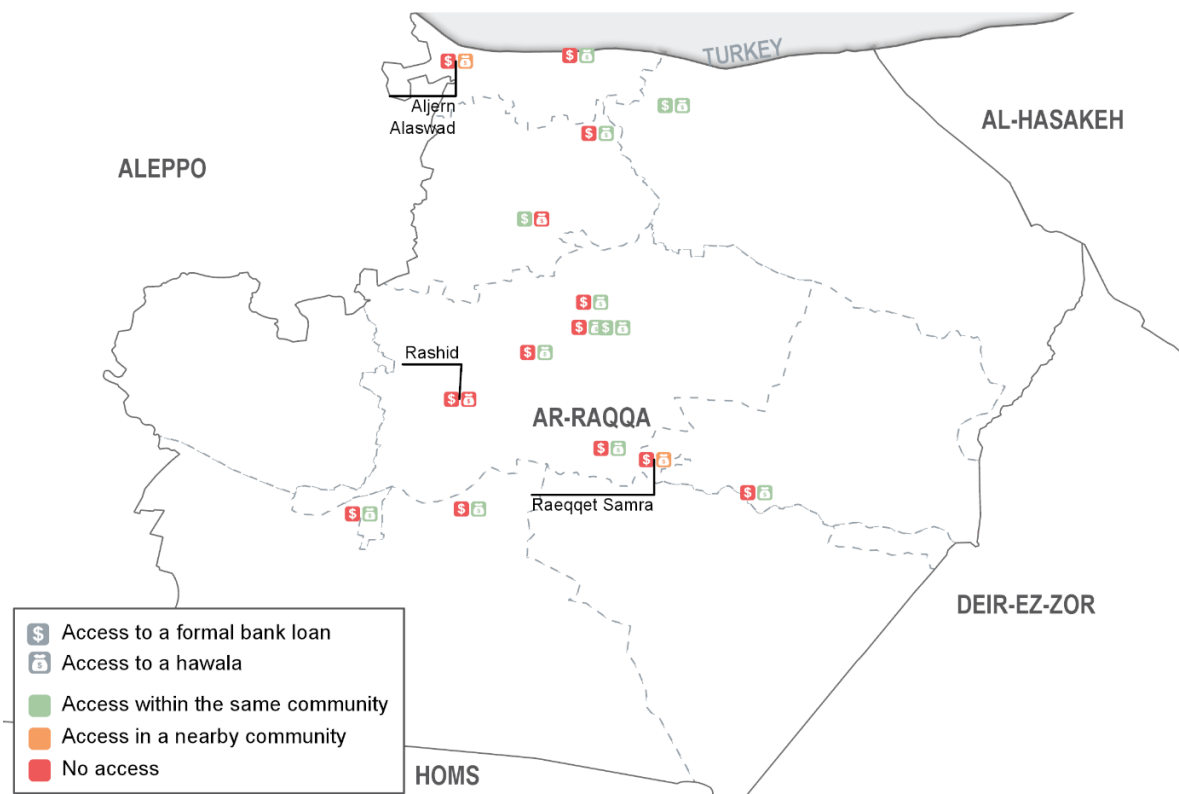 TURKEY
Aljern
Alaswad
AL-HASAKEH
ALEPPO
Rashid
AR-RAQQA
Raeqqet Samra
DEIR-EZ-ZOR
$ Access to a formal bank loan
$ Access to a hawala
Access within the same community
Access in a nearby community
No access
HOMS